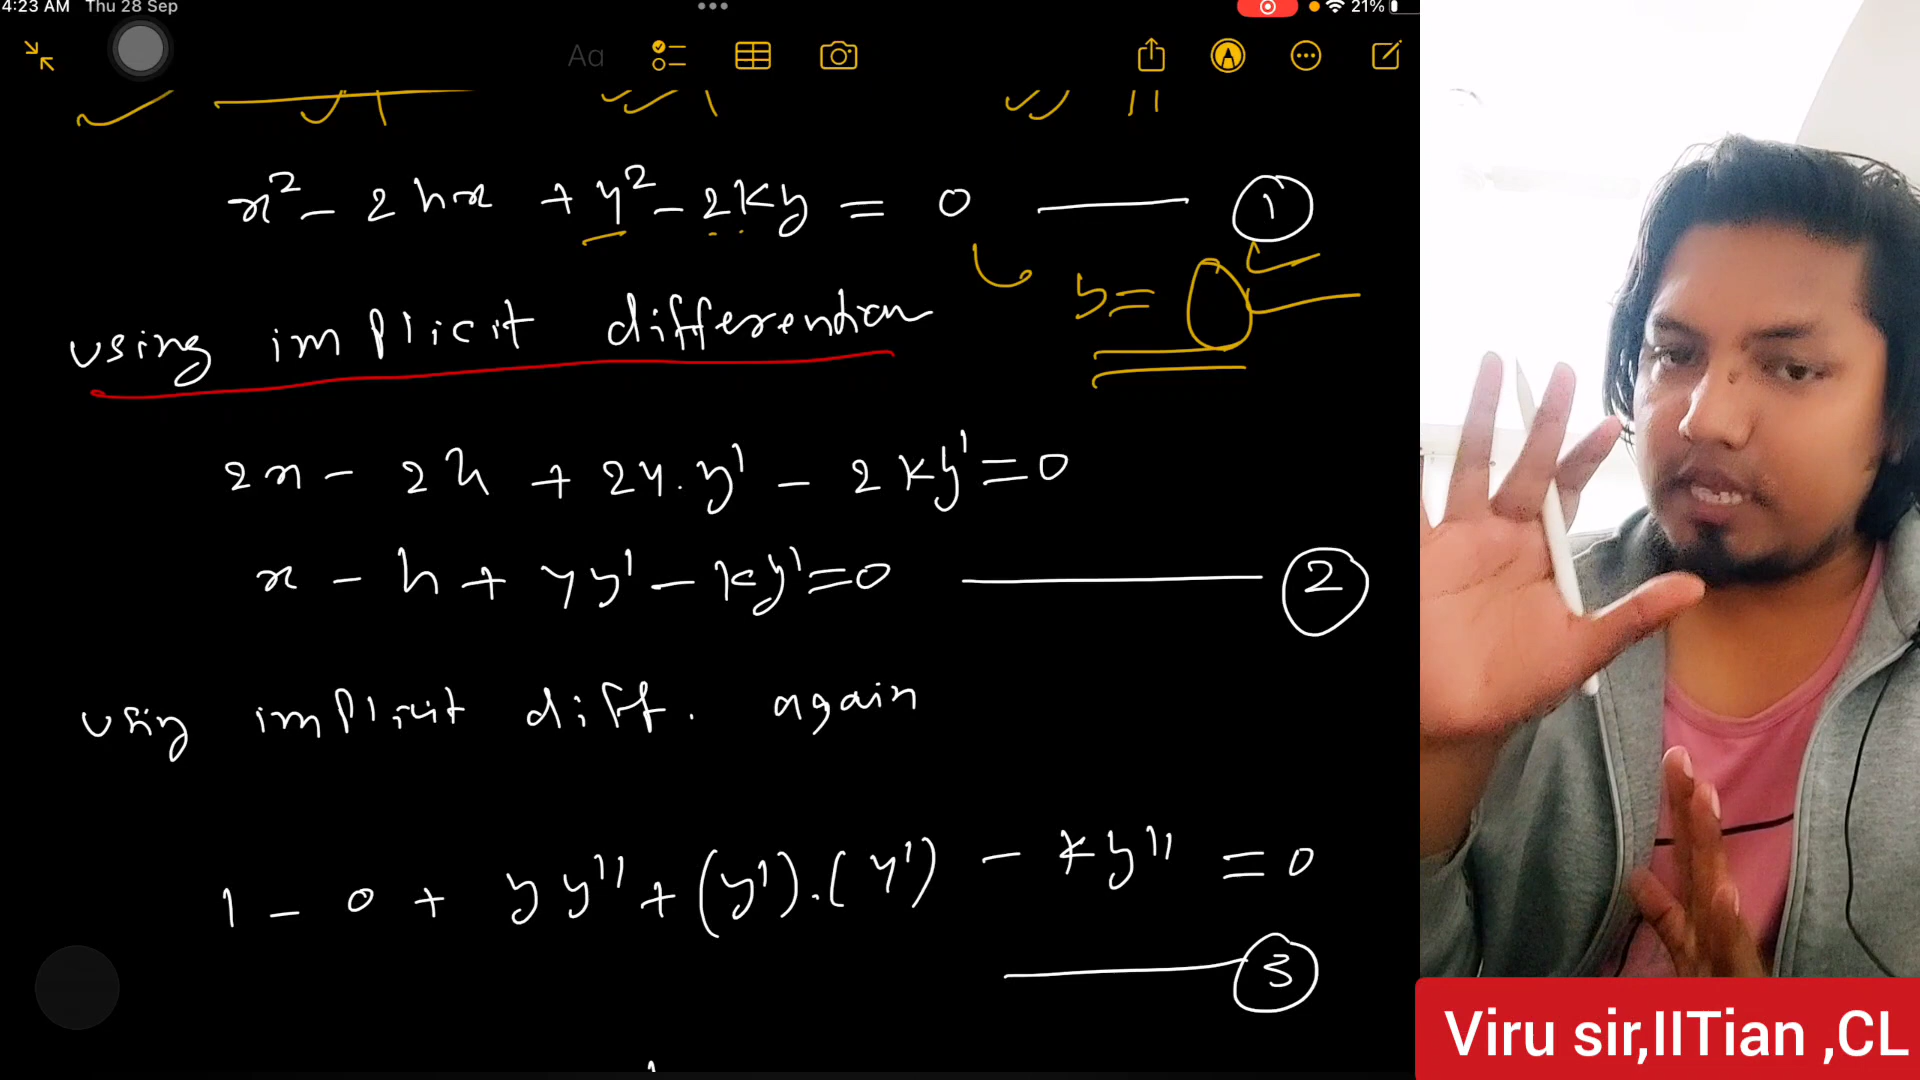 4:23 AM Thu 28 Sep 21%
Aa
x² - 2hx + y² - 2ky = 0 ① 
y =
using implicit differention
2x - 2h + 2y.y' - 2ky' = 0
x - h + yy' - ky' = 0 ②
using implicit diff. again
1 - 0 + yy'' + (y').(y') - ky'' = 0
③
Viru sir,IITian ,CL